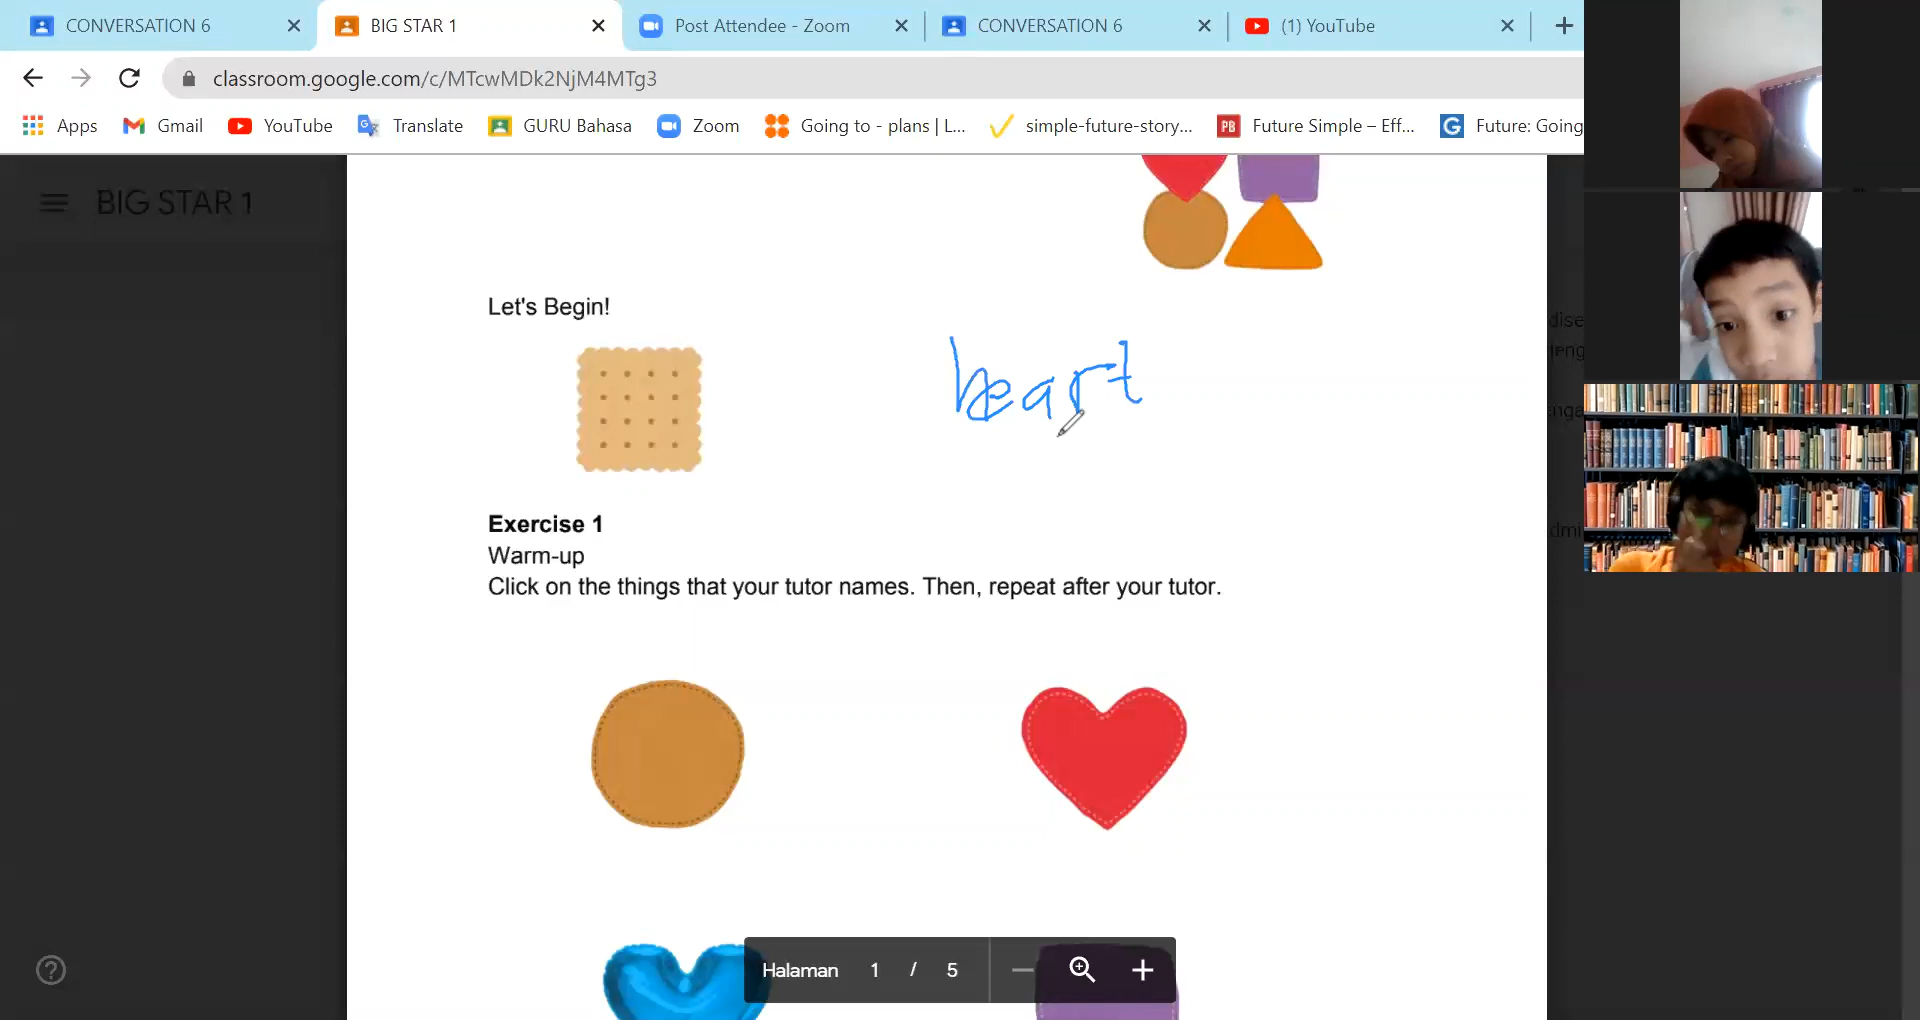 CONVERSATION 6
BIG STAR 1
Post Attendee - Zoom
CONVERSATION 6
(1) YouTube
classroom.google.com/c/MTcwMDk2NjM4MTg3
Apps
Gmail
YouTube
Translate
GURU Bahasa
Zoom
Going to - plans | L...
simple-future-story...
PB
Future Simple – Eff...
Future: Going
BIG STAR 1
Let's Begin!
heart
Exercise 1
Warm-up
Click on the things that your tutor names. Then, repeat after your tutor.
Halaman 1 / 5